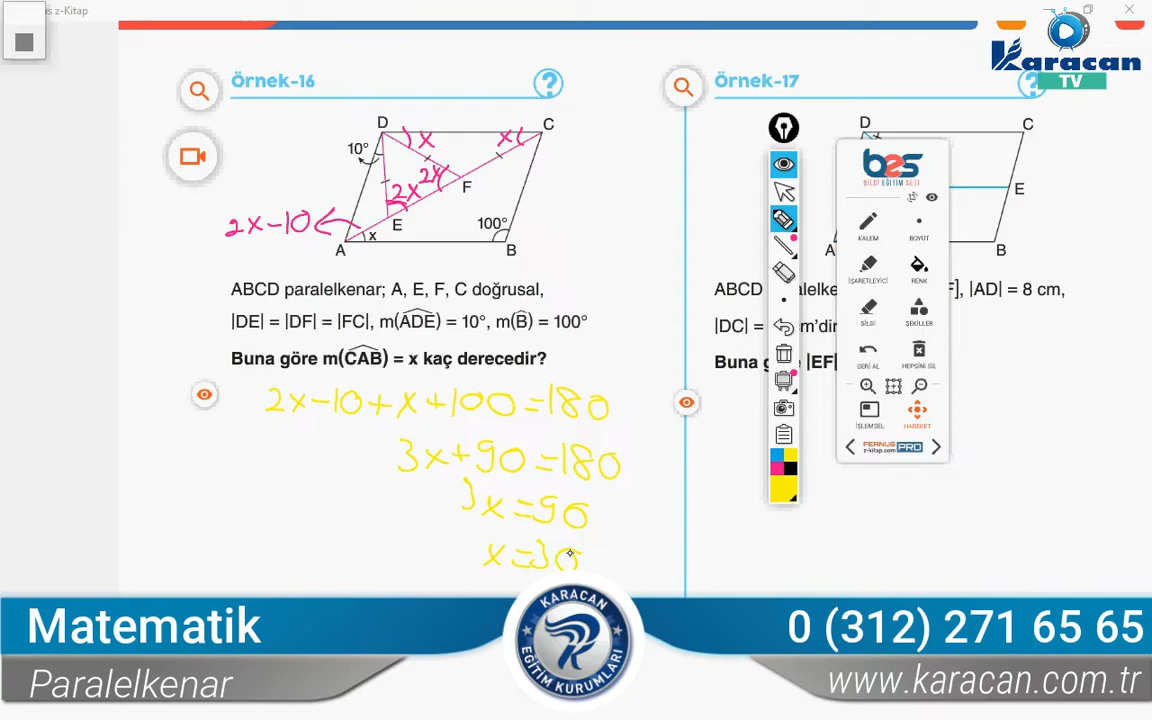 us z-Kitap
Karacan
TV
Örnek-16
D
C
10°
x
x
2x
2x
F
2x-10
E
x
100°
A
B
ABCD paralelkenar; A, E, F, C doğrusal,
|DE| = |DF| = |FC|, m(ADE) = 10°, m(B) = 100°
Buna göre m(CAB) = x kaç derecedir?
2x-10+x+100=180
3x+90=180
3x=90
x=30
Örnek-17
D
C
E
A
B
ABCD
F], |AD| = 8 cm,
|DC| =
cm'dir
Buna
|EF|
b2s
BİLGİ EĞİTİM SETİ
KALEM
BOYUT
İŞARETLEYİCİ
RENK
SİLGİ
ŞEKİLLER
GERİ AL
HEPSİNİ SİL
İŞLEMSEL
HAREKET
FERNUS PRO
z-kitap.com
KARACAN
EĞİTİM KURUMLARI
Matematik
0 (312) 271 65 65
Paralelkenar
www.karacan.com.tr